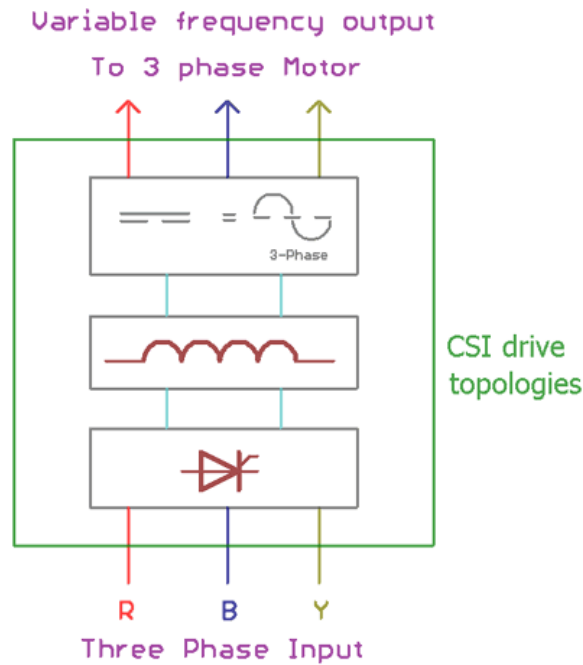 Variable frequency output
To 3 phase Motor
=
3-Phase
CSI drive
topologies
R B Y
Three Phase Input